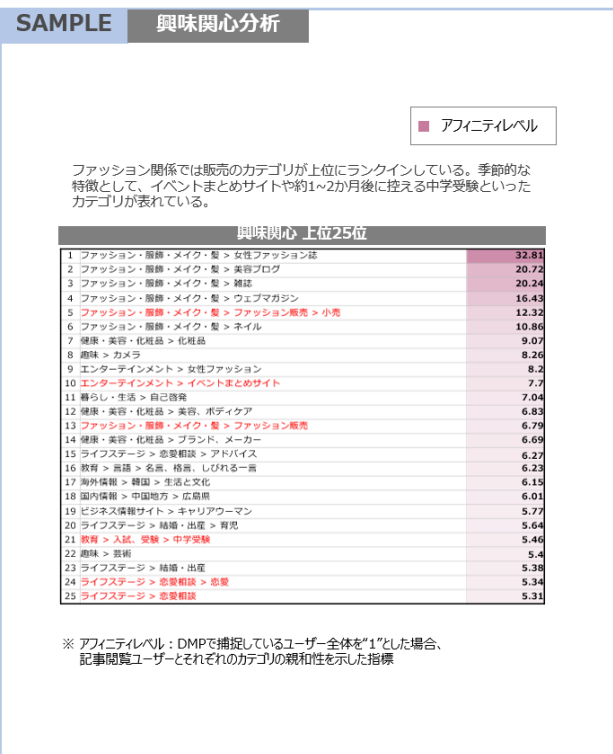 SAMPLE 興味関心分析
アフィニティレベル
ファッション関係では販売のカテゴリが上位にランクインしている。季節的な
特徴として、イベントまとめサイトや約1~2か月後に控える中学受験といった
カテゴリが表れている。
興味関心 上位25位
1 ファッション・服飾・メイク・髪 > 女性ファッション誌 32.81
2 ファッション・服飾・メイク・髪 > 美容ブログ 20.72
3 ファッション・服飾・メイク・髪 > 雑誌 20.24
4 ファッション・服飾・メイク・髪 > ウェブマガジン 16.43
5 ファッション・服飾・メイク・髪 > ファッション販売 > 小売 12.32
6 ファッション・服飾・メイク・髪 > ネイル 10.86
7 健康・美容・化粧品 > 化粧品 9.07
8 趣味 > カメラ 8.26
9 エンターテインメント > 女性ファッション 8.2
10 エンターテインメント > イベントまとめサイト 7.7
11 暮らし・生活 > 自己啓発 7.04
12 健康・美容・化粧品 > 美容、ボディケア 6.83
13 ファッション・服飾・メイク・髪 > ファッション販売 6.79
14 健康・美容・化粧品 > ブランド、メーカー 6.69
15 ライフステージ > 恋愛相談 > アドバイス 6.27
16 教育 > 言語 > 名言、格言、しびれる一言 6.23
17 海外情報 > 韓国 > 生活と文化 6.15
18 国内情報 > 中国地方 > 広島県 6.01
19 ビジネス情報サイト > キャリアウーマン 5.77
20 ライフステージ > 結婚・出産 > 育児 5.64
21 教育 > 入試、受験 > 中学受験 5.46
22 趣味 > 芸術 5.4
23 ライフステージ > 結婚・出産 5.38
24 ライフステージ > 恋愛相談 > 恋愛 5.34
25 ライフステージ > 恋愛相談 5.31
※ アフィニティレベル：DMPで捕捉しているユーザー全体を“1”とした場合、
記事閲覧ユーザーとそれぞれのカテゴリの親和性を示した指標